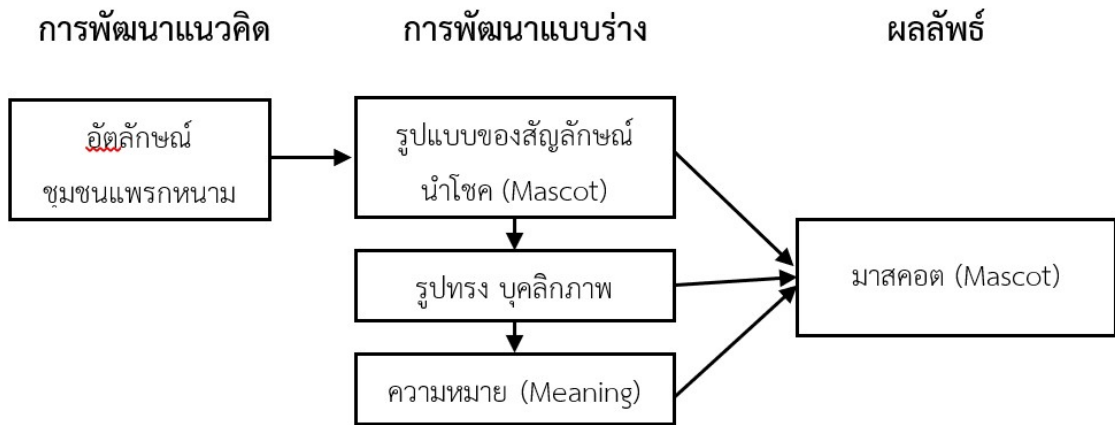 การพัฒนาแนวคิด
การพัฒนาแบบร่าง
ผลลัพธ์
อัตลักษณ์
ชุมชนแพรกหนาม
รูปแบบของสัญลักษณ์
นำโชค (Mascot)
รูปทรง บุคลิกภาพ
ความหมาย (Meaning)
มาสคอต (Mascot)